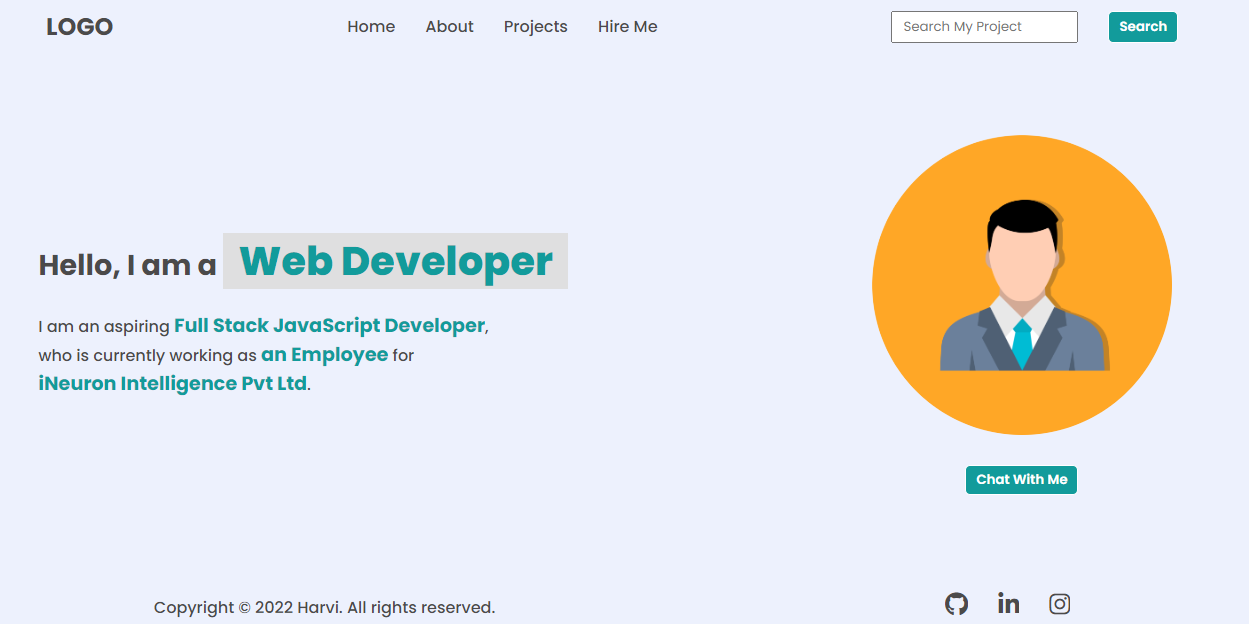 LOGO
Home About Projects Hire Me
Search My Project Search
Hello, I am a Web Developer
I am an aspiring Full Stack JavaScript Developer,
who is currently working as an Employee for
iNeuron Intelligence Pvt Ltd.
Chat With Me
Copyright © 2022 Harvi. All rights reserved.
in